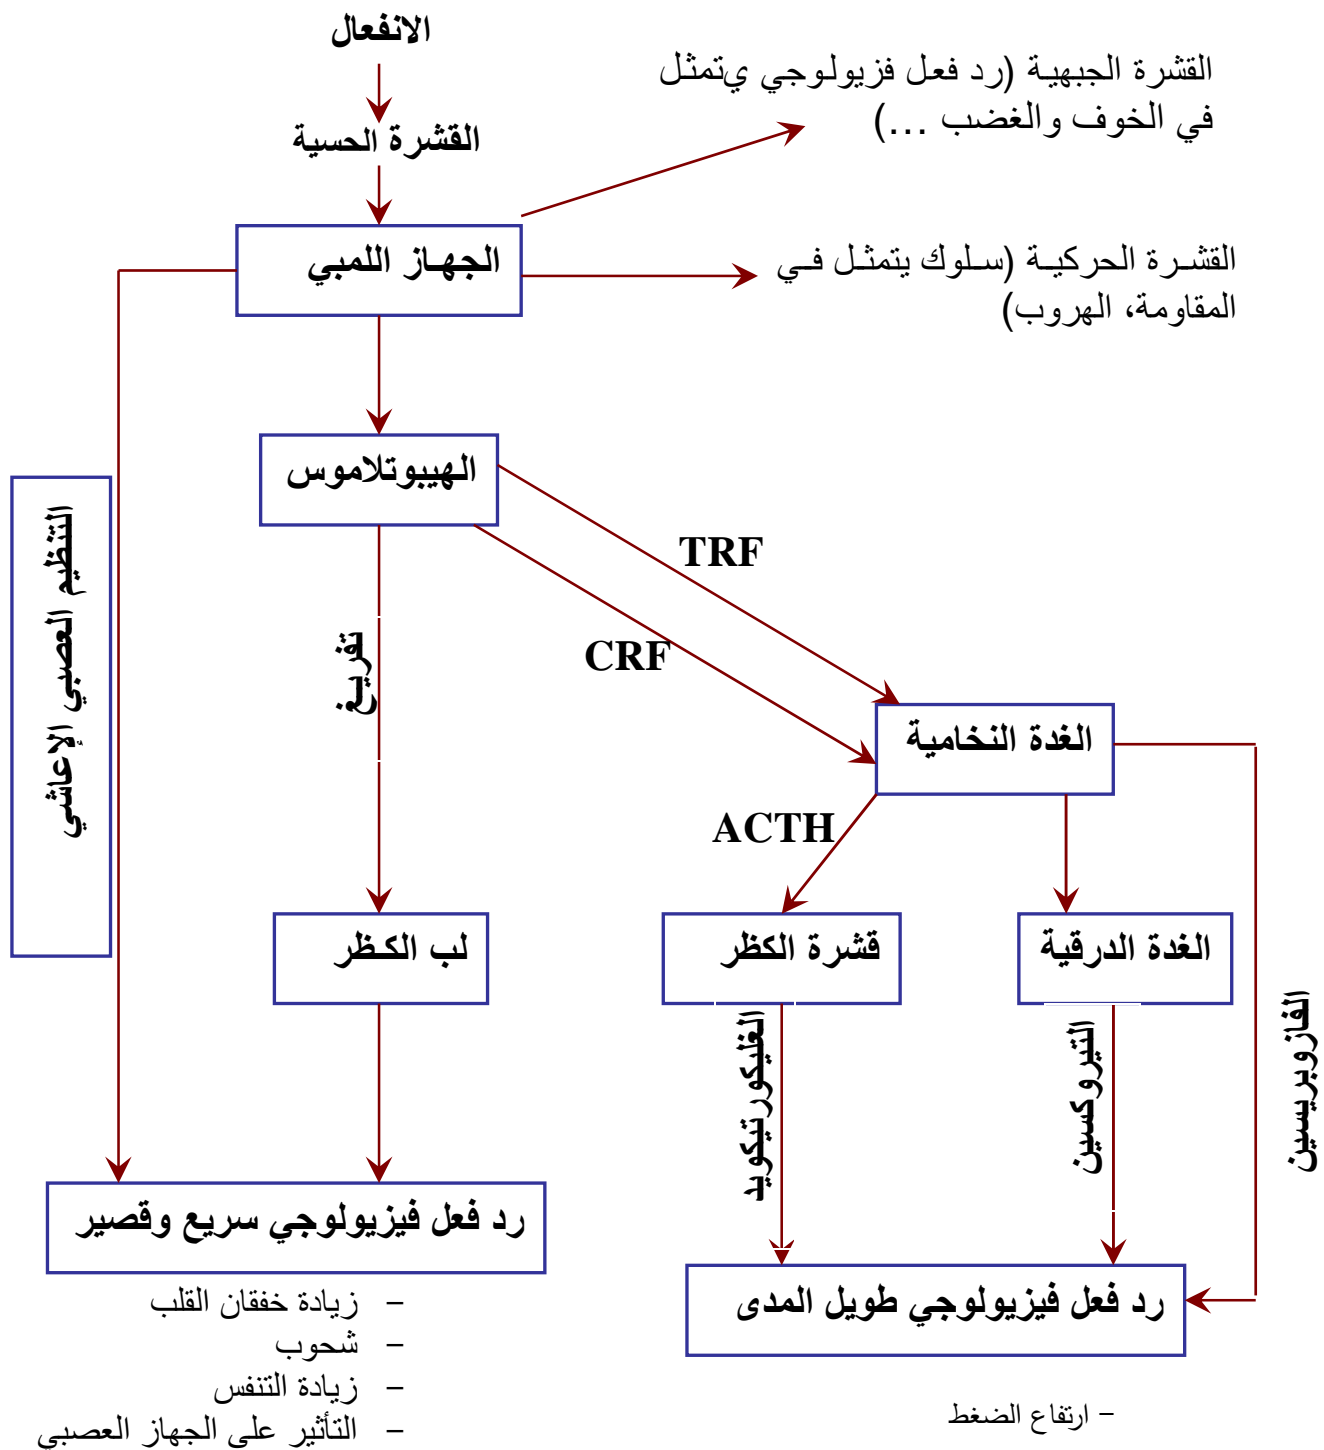 الانفعال
القشرة الجبهية (رد فعل فزيولوجي يتمثل
في الخوف والغضب ...)
القشرة الحسية
الجهاز اللمبي
القشرة الحركية (سلوك يتمثل في
المقاومة، الهروب)
الهيبوتلاموس
التنظيم العصبي الإعاشي
TRF
تفريغ
CRF
الغدة النخامية
ACTH
لب الكظر
قشرة الكظر
الغدة الدرقية
الغليكورتيكويد
التيروكسين
الفازوبريسين
رد فعل فيزيولوجي سريع وقصير
رد فعل فيزيولوجي طويل المدى
- زيادة خفقان القلب
- شحوب
- زيادة التنفس
- التأثير على الجهاز العصبي
- ارتفاع الضغط